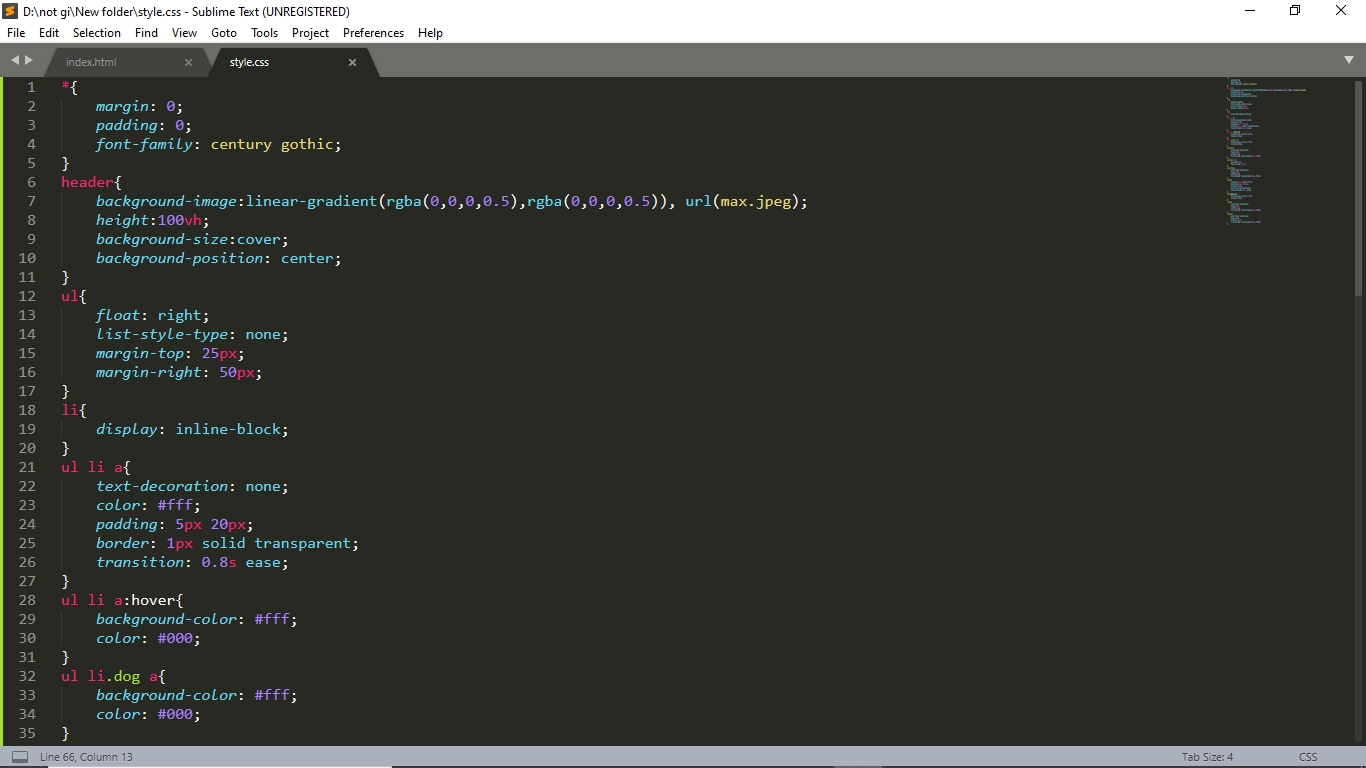 D:\not gi\New folder\style.css - Sublime Text (UNREGISTERED)
File Edit Selection Find View Goto Tools Project Preferences Help
index.html style.css
1 *{
2 margin: 0;
3 padding: 0;
4 font-family: century gothic;
5 }
6 header{
7 background-image:linear-gradient(rgba(0,0,0,0.5),rgba(0,0,0,0.5)), url(max.jpeg);
8 height:100vh;
9 background-size:cover;
10 background-position: center;
11 }
12 ul{
13 float: right;
14 list-style-type: none;
15 margin-top: 25px;
16 margin-right: 50px;
17 }
18 li{
19 display: inline-block;
20 }
21 ul li a{
22 text-decoration: none;
23 color: #fff;
24 padding: 5px 20px;
25 border: 1px solid transparent;
26 transition: 0.8s ease;
27 }
28 ul li a:hover{
29 background-color: #fff;
30 color: #000;
31 }
32 ul li.dog a{
33 background-color: #fff;
34 color: #000;
35 }
Line 66, Column 13 Tab Size: 4 CSS